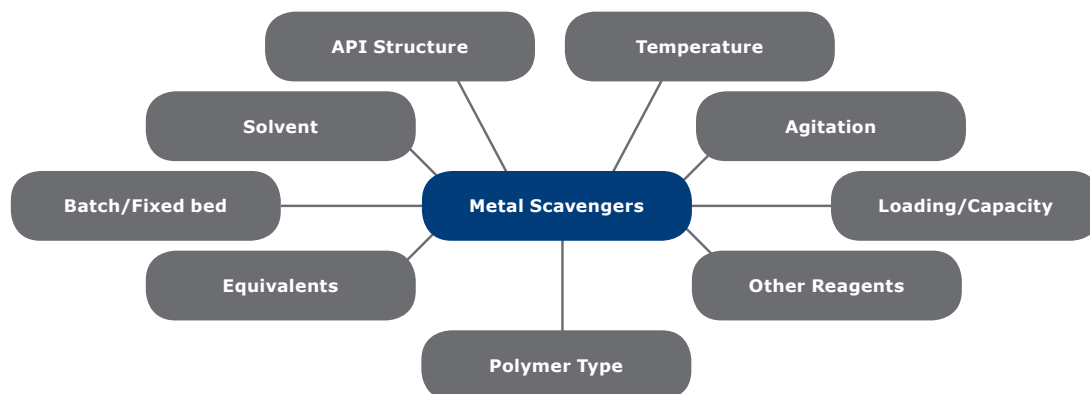 API Structure
Temperature
Solvent
Agitation
Batch/Fixed bed
Metal Scavengers
Loading/Capacity
Equivalents
Other Reagents
Polymer Type